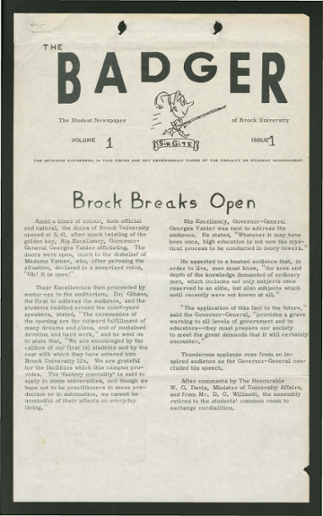 THE
BADGER
The Student Newspaper
of Brock University
VOLUME 1
ISSUE 1
THE OPINIONS EXPRESSED IN THIS PAPER ARE NOT NECESSARILY THOSE OF THE FACULTY OR STUDENT GOVERNMENT
Brock Breaks Open
Amid a blaze of colour, both official
and natural, the doors of Brock University
opened at 2.41, after much twisting of the
golden key, His Excellency, Governor-
General Georges Vanier officiating. The
doors were open, much to the disbelief of
Madame Vanier, who, after perusing the
situation, declared in a surprised voice,
"Oh! It is open!"
Their Excellencies then proceeded by
motor car to the auditorium. Dr. Gibson,
the first to address the audience, and the
students huddled around the court-yard
speakers, stated, "The ceremonies of
the opening are the outward fulfillment of
many dreams and plans, and of sustained
devotion and hard work," and he went on
to state that, "We are encouraged by the
calibre of our first students and by the
zest with which they have entered into
Brock University life. We are grateful
for the facilities which this campus pro-
vides. The 'factory mentality' is said to
apply in some universities, and though we
hope not to be practitioners in mass pro-
duction or in automation, we cannot be
unmindful of their effects on everyday
living."
His Excellency, Governor-General
Georges Vanier was next to address the
audience. He stated, "Whatever it may have
been once, high education is not now the mys-
tical process to be conducted in ivory towers."
He asserted to a hushed audience that, in
order to live, men must know, "the area and
depth of the knowledge demanded of ordinary
men, which includes not only subjects once
reserved to an elite, but also subjects which
until recently were not known at all."
"The application of this fact to the future,"
said the Governor-General, "provides a grave
warning to all levels of government and to
educators—they must prepare our society
to meet the great demands that it will certainly
encounter."
Thunderous applause rose from an in-
spired audience as the Governor-General con-
cluded his speech.
After comments by The Honourable
W. G. Davis, Minister of University Affairs,
and from Mr. D. G. Willmott, the assembly
retired to the students' common room to
exchange cordialities.